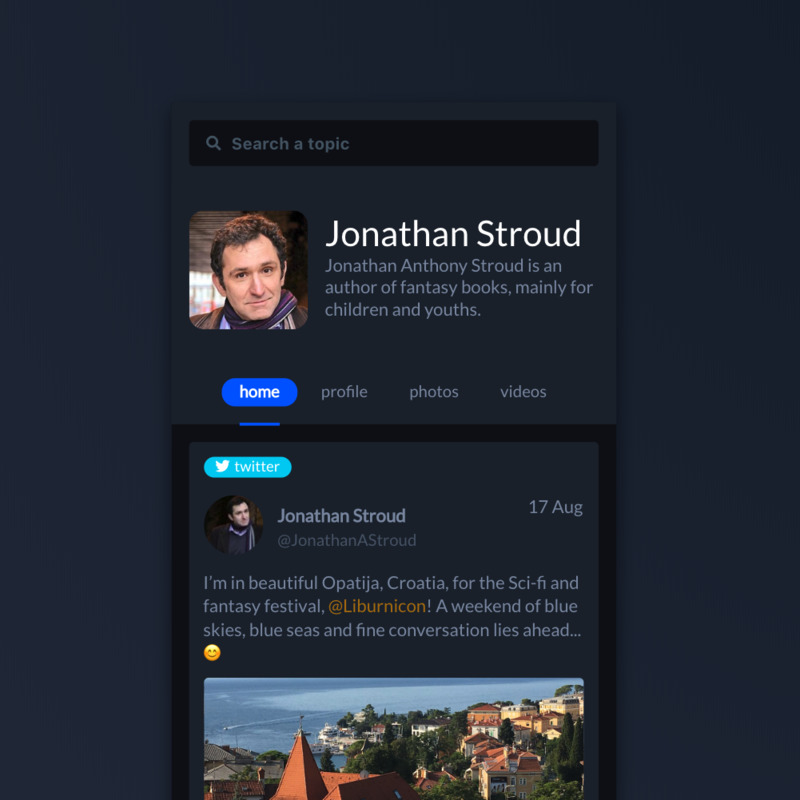 Search a topic
Jonathan Stroud
Jonathan Anthony Stroud is an
author of fantasy books, mainly for
children and youths.
home profile photos videos
twitter
Jonathan Stroud
17 Aug
@JonathanAStroud
I’m in beautiful Opatija, Croatia, for the Sci-fi and
fantasy festival, @Liburnicon! A weekend of blue
skies, blue seas and fine conversation lies ahead...
😊